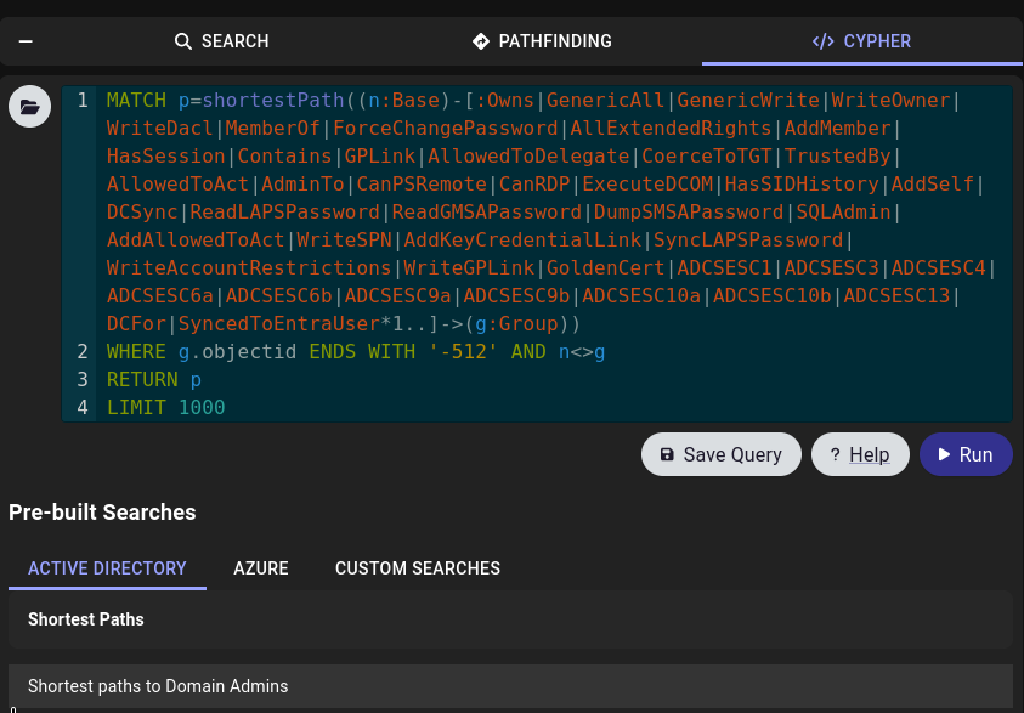 SEARCH PATHFINDING </> CYPHER
1 MATCH p=shortestPath((n:Base)-[:Owns|GenericAll|GenericWrite|WriteOwner|
WriteDacl|MemberOf|ForceChangePassword|AllExtendedRights|AddMember|
HasSession|Contains|GPLink|AllowedToDelegate|CoerceToTGT|TrustedBy|
AllowedToAct|AdminTo|CanPSRemote|CanRDP|ExecuteDCOM|HasSIDHistory|AddSelf|
DCSync|ReadLAPSPassword|ReadGMSAPassword|DumpSMSAPassword|SQLAdmin|
AddAllowedToAct|WriteSPN|AddKeyCredentialLink|SyncLAPSPassword|
WriteAccountRestrictions|WriteGPLink|GoldenCert|ADCSESC1|ADCSESC3|ADCSESC4|
ADCSESC6a|ADCSESC6b|ADCSESC9a|ADCSESC9b|ADCSESC10a|ADCSESC10b|ADCSESC13|
DCFor|SyncedToEntraUser*1..]->(g:Group))
2 WHERE g.objectid ENDS WITH '-512' AND n<>g
3 RETURN p
4 LIMIT 1000
Save Query ? Help Run
Pre-built Searches
ACTIVE DIRECTORY AZURE CUSTOM SEARCHES
Shortest Paths
Shortest paths to Domain Admins